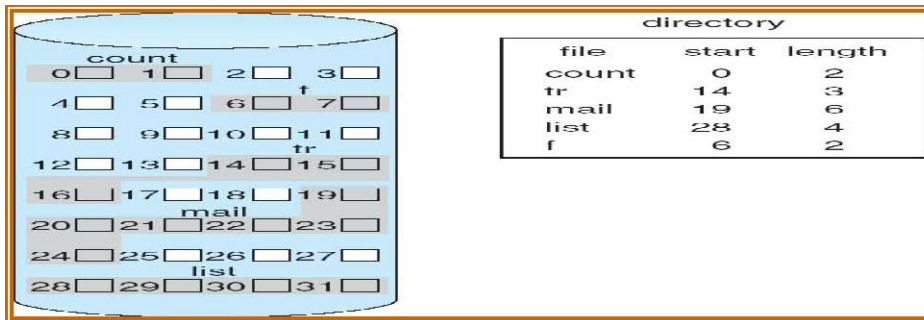 count
0 1 2 3
f
4 5 6 7
8 9 10 11
tr
12 13 14 15
16 17 18 19
mail
20 21 22 23
24 25 26 27
list
28 29 30 31
directory
file start length
count 0 2
tr 14 3
mail 19 6
list 28 4
f 6 2